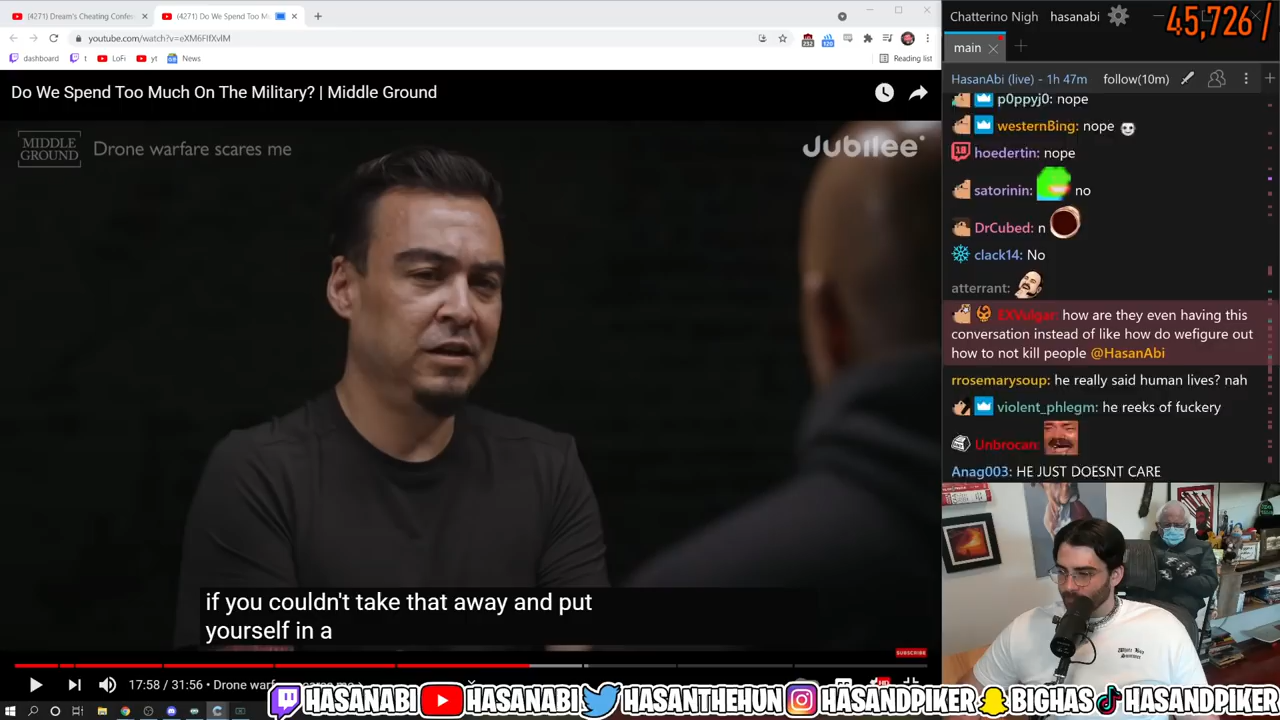 (4271) Dream's Cheating Confe
(4271) Do We Spend Too M
youtube.com/watch?v=eXM6FIfXvIM
dashboard
t
LoFi
yt
News
Reading list
Do We Spend Too Much On The Military? | Middle Ground
MIDDLE
GROUND
Drone warfare scares me
Jubilee
if you couldn't take that away and put
yourself in a
SUBSCRIBE
17:58 / 31:56 • Drone warf
Chatterino Nigh
hasanabi
45,726 /
main
HasanAbi (live) - 1h 47m
follow(10m)
p0ppyj0: nope
westernBing: nope
hoedertin: nope
satorinin: no
DrCubed: n
clack14: No
atterrant:
EXVulgar: how are they even having this
conversation instead of like how do wefigure out
how to not kill people @HasanAbi
rrosemarysoup: he really said human lives? nah
violent_phlegm: he reeks of fuckery
Unbrocan:
Anag003: HE JUST DOESNT CARE
HASANABI
HASANABI
HASANTHEHUN
HASANDPIKER
BIGHAS
HASANDPIKER